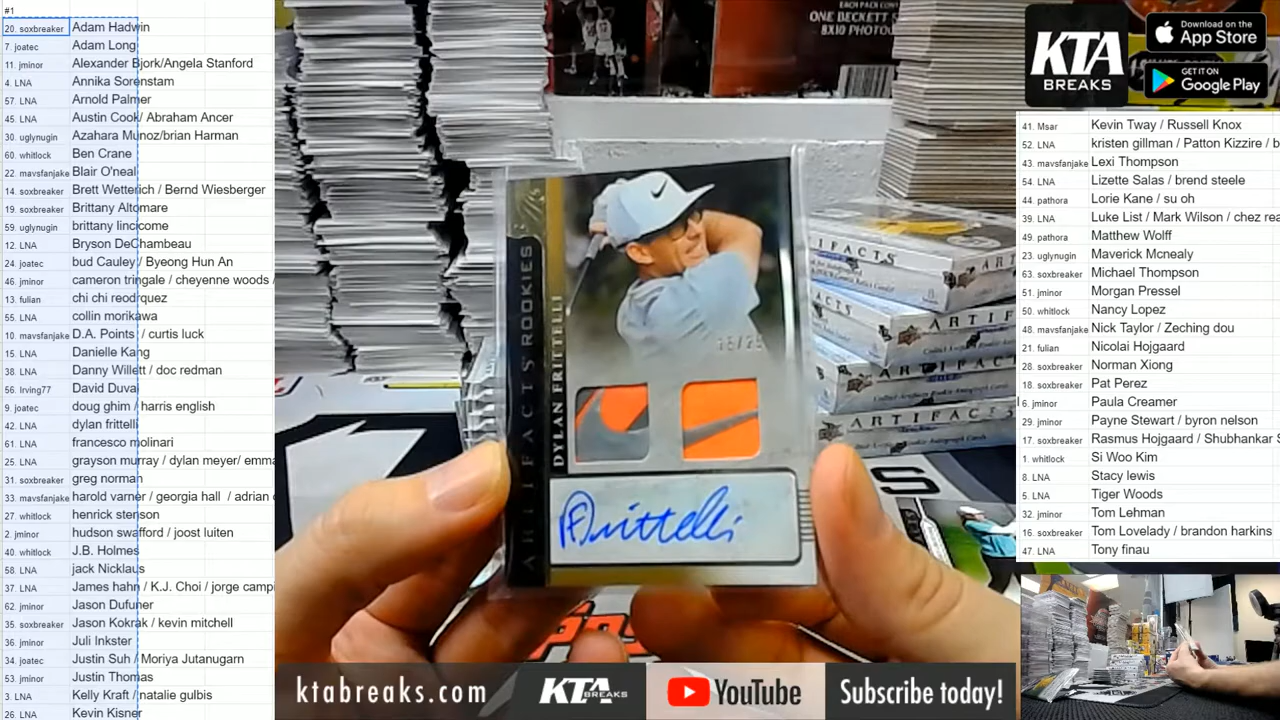 #1
20. soxbreaker Adam Hadwin
7. joatec Adam Long
11. jminor Alexander Bjork/Angela Stanford
4. LNA Annika Sorenstam
57. LNA Arnold Palmer
45. LNA Austin Cook/ Abraham Ancer
30. uglynugin Azahara Munoz/brian Harman
60. whitlock Ben Crane
22. mavsfanjake Blair O'neal
14. soxbreaker Brett Wetterich / Bernd Wiesberger
19. soxbreaker Brittany Altomare
59. uglynugin brittany lincicome
12. LNA Bryson DeChambeau
24. joatec bud Cauley / Byeong Hun An
46. jminor cameron tringale / cheyenne woods /
13. fulian chi chi reodrquez
55. LNA collin morikawa
10. mavsfanjake D.A. Points / curtis luck
15. LNA Danielle Kang
38. LNA Danny Willett / doc redman
56. Irving77 David Duval
9. joatec doug ghim / harris english
42. LNA dylan frittelli
61. LNA francesco molinari
25. LNA grayson murray / dylan meyer/ emma
31. soxbreaker greg norman
33. mavsfanjake harold varner / georgia hall / adrian
27. whitlock henrick stenson
2. jminor hudson swafford / joost luiten
40. whitlock J.B. Holmes
58. LNA jack Nicklaus
37. LNA James hahn / K.J. Choi / jorge campi
62. jminor Jason Dufuner
35. soxbreaker Jason Kokrak / kevin mitchell
36. jminor Juli Inkster
34. joatec Justin Suh / Moriya Jutanugarn
53. jminor Justin Thomas
3. LNA Kelly Kraft / natalie gulbis
26. LNA Kevin Kisner
ONE BECKETT
8X10 PHOTOGRAPH
ARTIFACTS ROOKIES
DYLAN FRITTELLI
Frittelli
ARTIFACTS
KTA
BREAKS
Download on the
App Store
GET IT ON
Google Play
41. Msar Kevin Tway / Russell Knox
52. LNA kristen gillman / Patton Kizzire / b
43. mavsfanjake Lexi Thompson
54. LNA Lizette Salas / brend steele
44. pathora Lorie Kane / su oh
39. LNA Luke List / Mark Wilson / chez rea
49. pathora Matthew Wolff
23. uglynugin Maverick Mcnealy
63. soxbreaker Michael Thompson
51. jminor Morgan Pressel
50. whitlock Nancy Lopez
48. mavsfanjake Nick Taylor / Zeching dou
21. fulian Nicolai Hojgaard
28. soxbreaker Norman Xiong
18. soxbreaker Pat Perez
6. jminor Paula Creamer
29. jminor Payne Stewart / byron nelson
17. soxbreaker Rasmus Hojgaard / Shubhankar S
1. whitlock Si Woo Kim
8. LNA Stacy lewis
5. LNA Tiger Woods
32. jminor Tom Lehman
16. soxbreaker Tom Lovelady / brandon harkins
47. LNA Tony finau
ktabreaks.com KTA BREAKS YouTube Subscribe today!